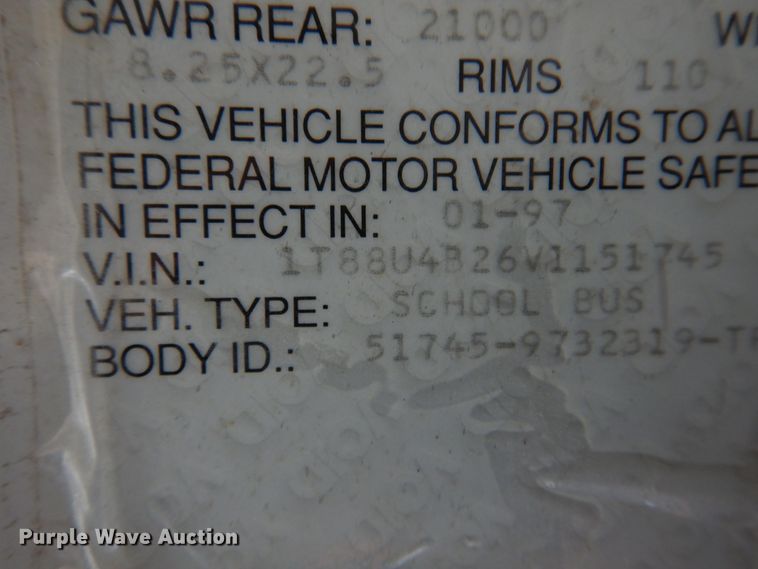 GAWR REAR: 21000
8.25X22.5 RIMS 110
THIS VEHICLE CONFORMS TO AL
FEDERAL MOTOR VEHICLE SAFE
IN EFFECT IN: 01-97
V.I.N.: 1T88U4B26V1151745
VEH. TYPE: SCHOOL BUS
BODY ID.: 51745-9732319-T
Purple Wave Auction